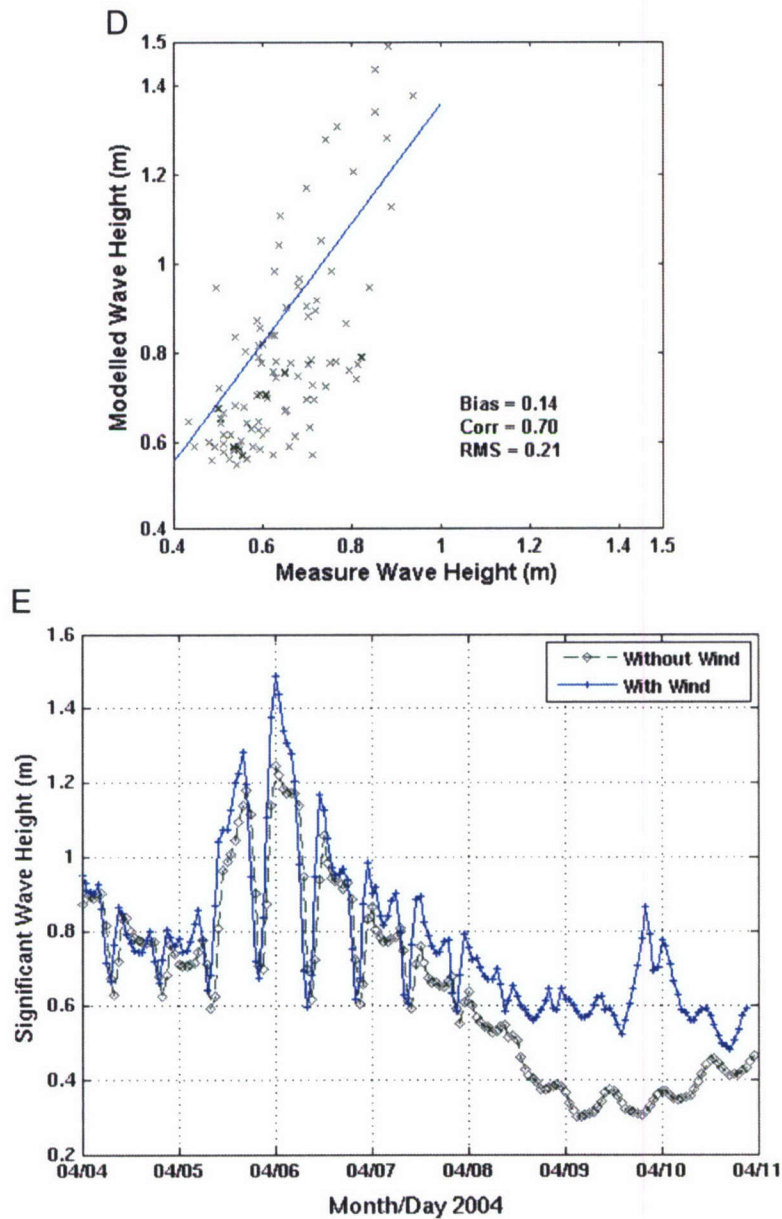 D
1.5
1.4
1.2
1
0.8
0.6
0.4
Modelled Wave Height (m)
Bias = 0.14
Corr = 0.70
RMS = 0.21
0.4 0.6 0.8 1 1.5 1.5
Measure Wave Height (m)
E
1.6
1.4
1.2
1
0.8
0.6
0.4
0.2
Significant Wave Height (m)
Without Wind
With Wind
04/04 04/05 04/06 04/07 04/08 04/09 04/10 04/11
Month/Day 2004